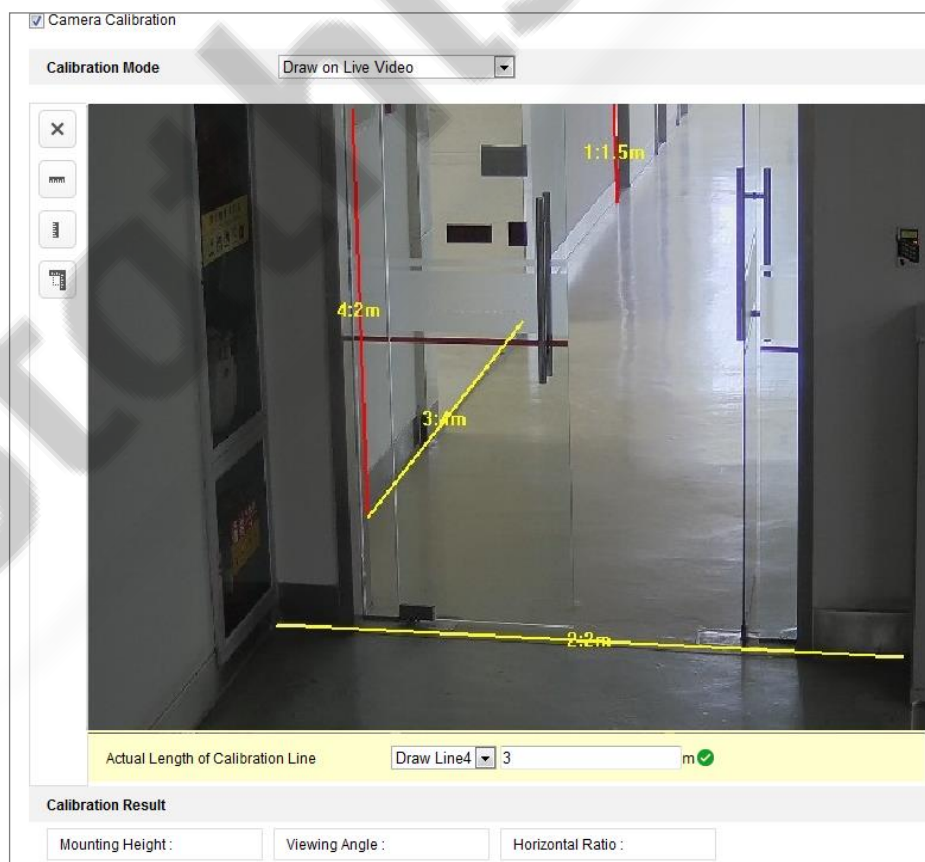 Camera Calibration
Calibration Mode
Draw on Live Video
1:1.5m
4:2m
3:4m
2:2m
Actual Length of Calibration Line
Draw Line4
3
m
Calibration Result
Mounting Height :
Viewing Angle :
Horizontal Ratio :